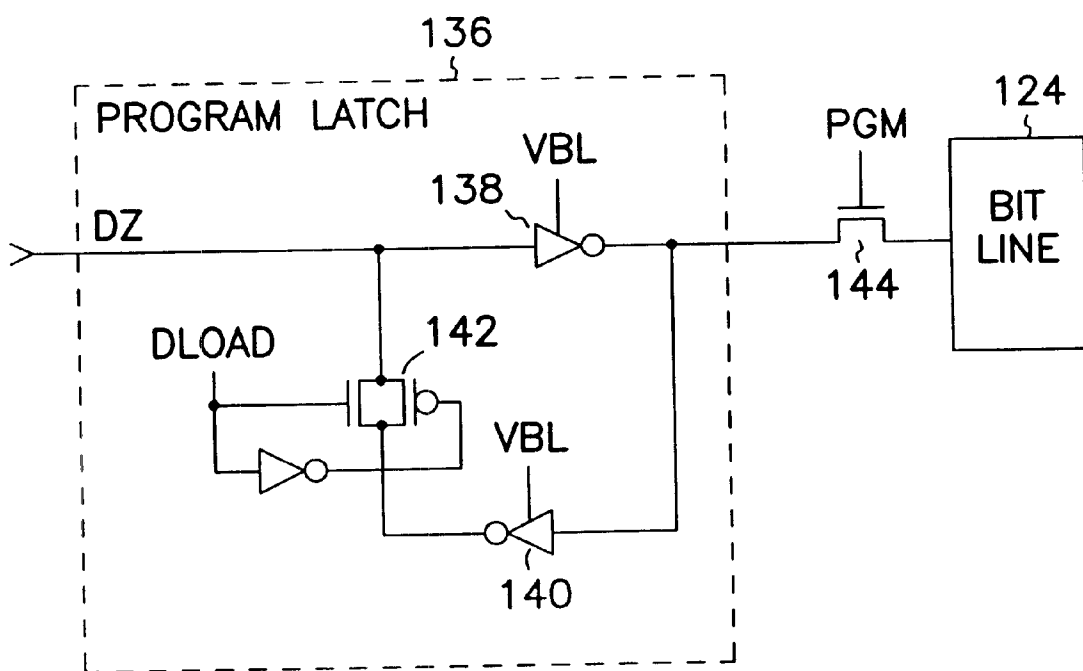 136
PROGRAM LATCH
124
PGM
VBL
138
BIT
LINE
DZ
144
DLOAD
142
VBL
140